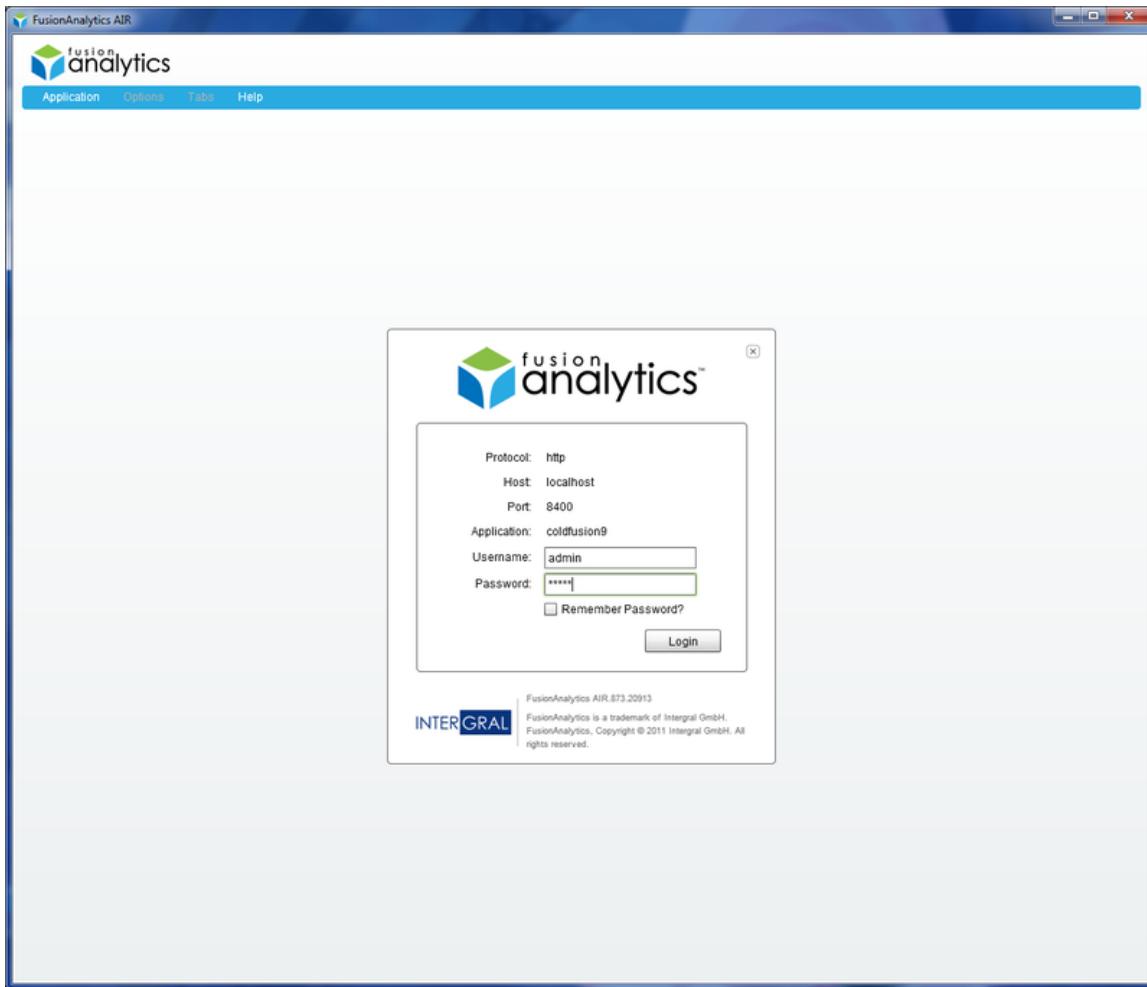 FusionAnalytics AIR
fusion
analytics
Application Options Tabs Help
fusion
analytics™
Protocol: http
Host: localhost
Port: 8400
Application: coldfusion9
Username: admin
Password: *****
Remember Password?
Login
FusionAnalytics AIR.873.20913
INTERGRAL
FusionAnalytics is a trademark of Intergral GmbH.
FusionAnalytics, Copyright © 2011 Intergral GmbH. All
rights reserved.